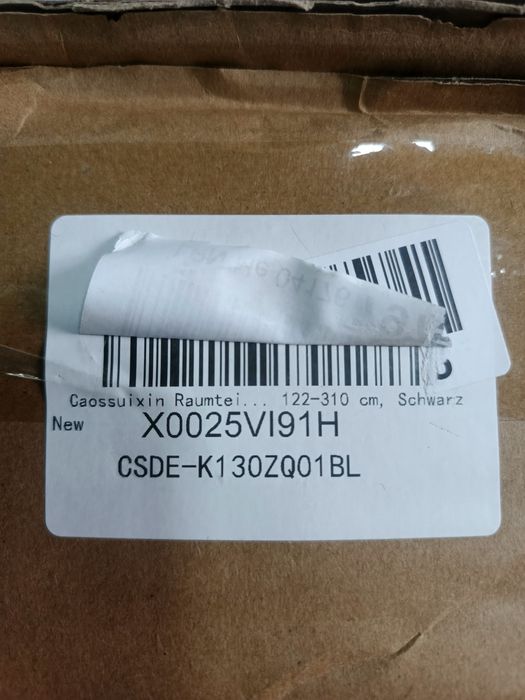 Caossuixin Raumtei... 122-310 cm, Schwarz
New
X0025VI91H
CSDE-K130ZQ01BL